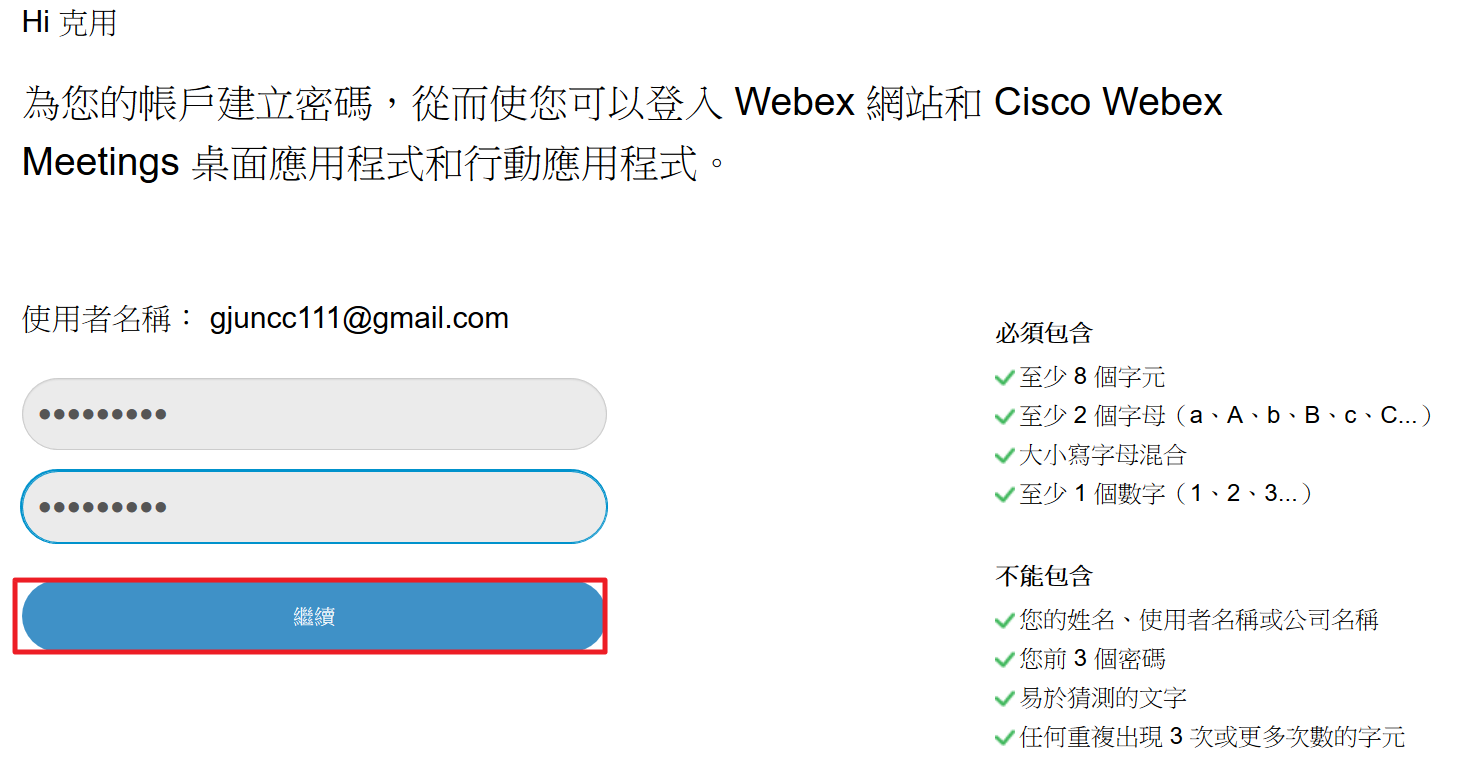 Hi 克用
為您的帳戶建立密碼，從而使您可以登入 Webex 網站和 Cisco Webex
Meetings 桌面應用程式和行動應用程式。
使用者名稱： gjuncc111@gmail.com
•••••••••
•••••••••
繼續
必須包含
至少 8 個字元
至少 2 個字母（a、A、b、B、c、C...）
大小寫字母混合
至少 1 個數字（1、2、3...）
不能包含
您的姓名、使用者名稱或公司名稱
您前 3 個密碼
易於猜測的文字
任何重複出現 3 次或更多次數的字元